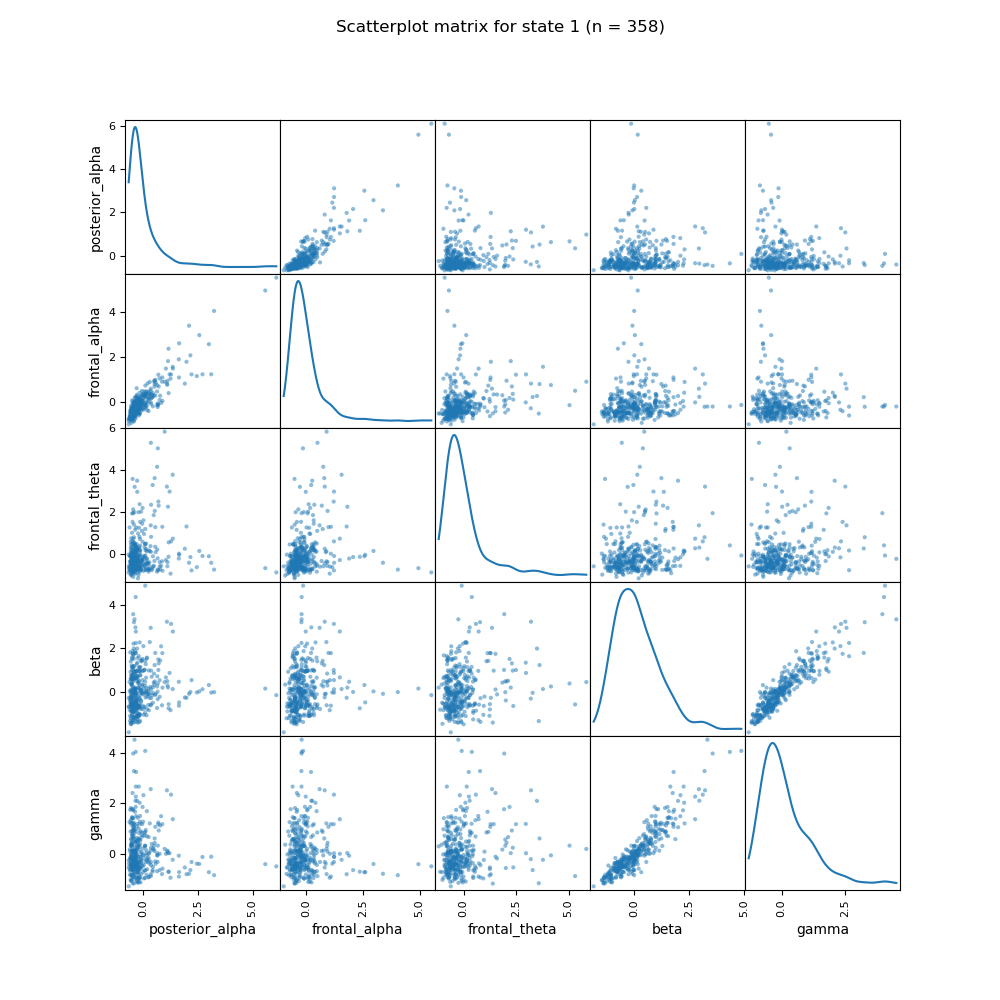 Scatterplot matrix for state 1 (n = 358)
6
4
2
0
posterior_alpha
4
2
0
frontal_alpha
6
4
2
0
frontal_theta
4
2
0
beta
4
2
0
gamma
0.0 2.5 5.0 0.0 2.5 5.0 0.0 2.5 5.0 0.0 2.5 5.0 0.0 2.5
posterior_alpha frontal_alpha frontal_theta beta gamma